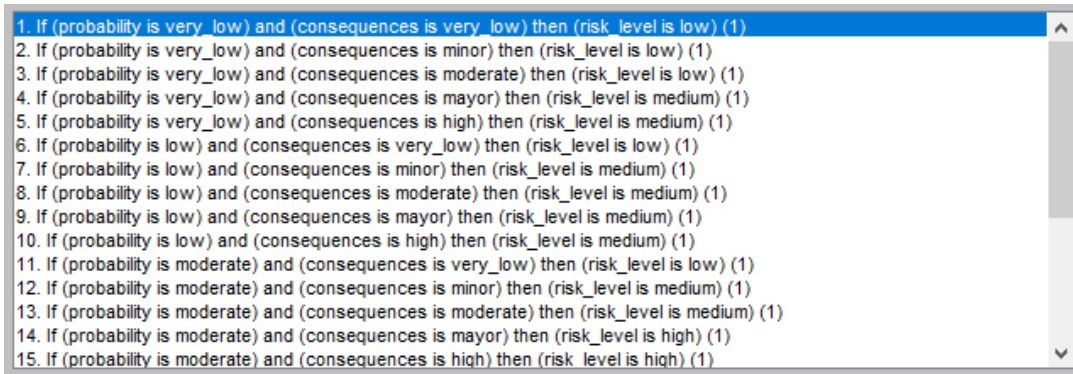 1. If (probability is very_low) and (consequences is very_low) then (risk_level is low) (1)
2. If (probability is very_low) and (consequences is minor) then (risk_level is low) (1)
3. If (probability is very_low) and (consequences is moderate) then (risk_level is low) (1)
4. If (probability is very_low) and (consequences is mayor) then (risk_level is medium) (1)
5. If (probability is very_low) and (consequences is high) then (risk_level is medium) (1)
6. If (probability is low) and (consequences is very_low) then (risk_level is low) (1)
7. If (probability is low) and (consequences is minor) then (risk_level is medium) (1)
8. If (probability is low) and (consequences is moderate) then (risk_level is medium) (1)
9. If (probability is low) and (consequences is mayor) then (risk_level is medium) (1)
10. If (probability is low) and (consequences is high) then (risk_level is medium) (1)
11. If (probability is moderate) and (consequences is very_low) then (risk_level is low) (1)
12. If (probability is moderate) and (consequences is minor) then (risk_level is medium) (1)
13. If (probability is moderate) and (consequences is moderate) then (risk_level is medium) (1)
14. If (probability is moderate) and (consequences is mayor) then (risk_level is high) (1)
15. If (probability is moderate) and (consequences is high) then (risk_level is high) (1)